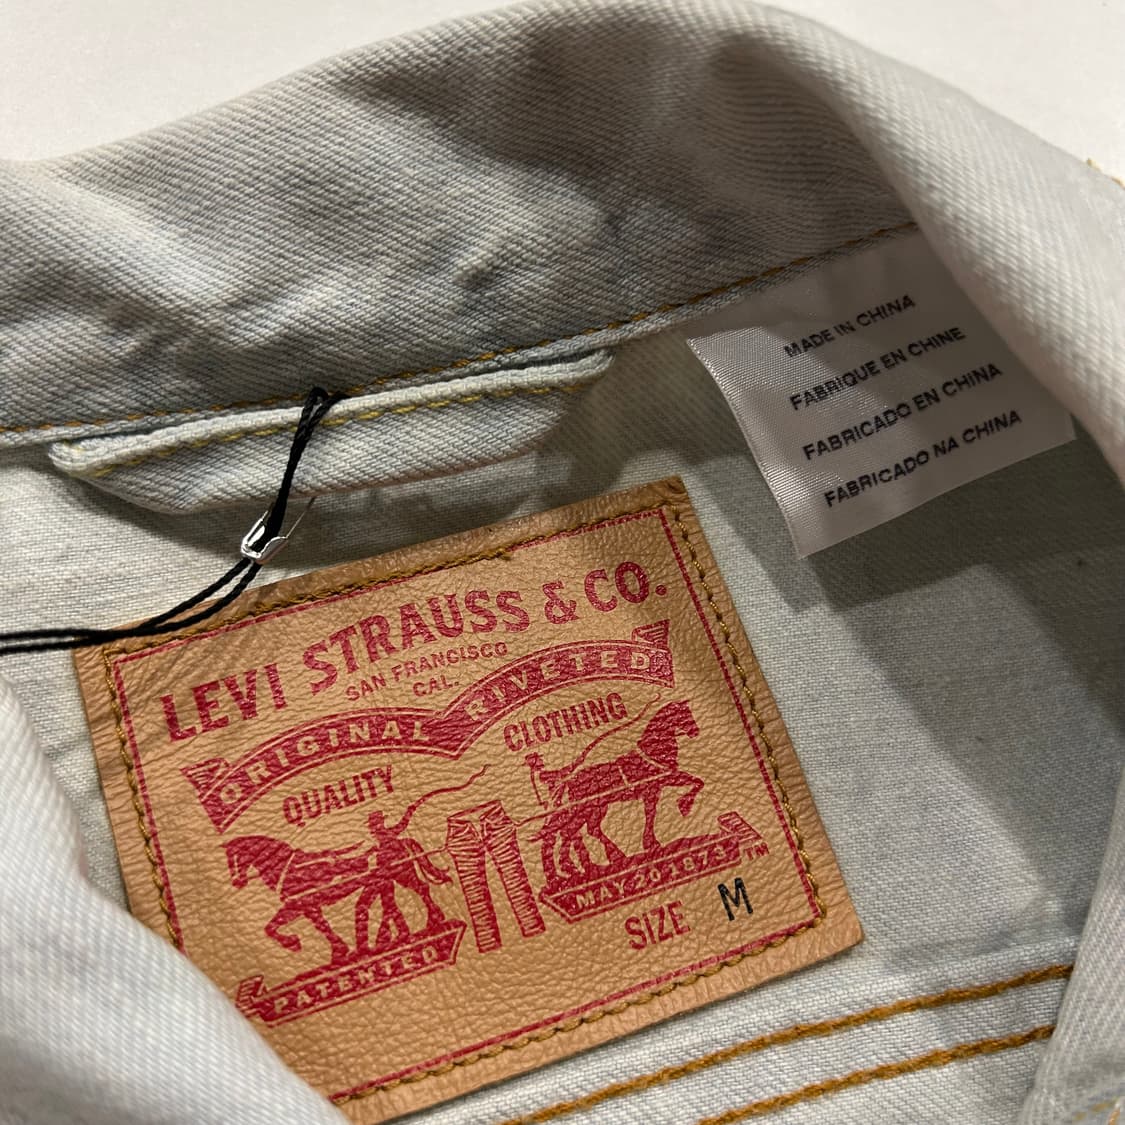 MADE IN CHINA
FABRIQUE EN CHINE
FABRICADO EN CHINA
FABRICADO NA CHINA
LEVI STRAUSS & CO.
SAN FRANCISCO
CAL.
ORIGINAL RIVETED
QUALITY CLOTHING
PATENTED MAY 20 1873 TM
SIZE M